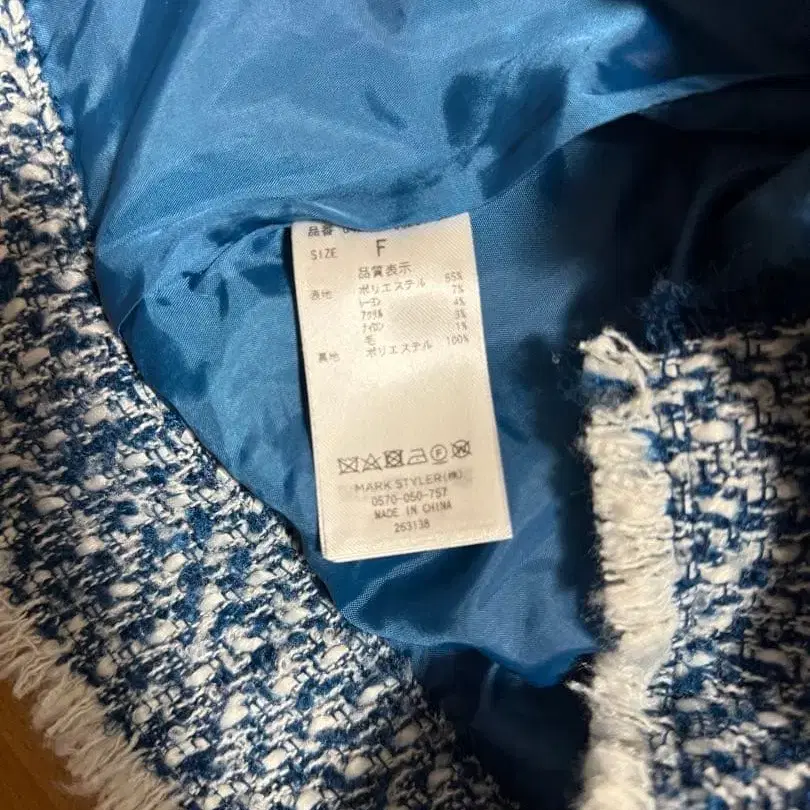 品番
SIZE F
品質表示
表地 ポリエステル 85%
レーヨン 7%
アクリル 4%
ナイロン 3%
毛 1%
裏地 ポリエステル 100%
MARK STYLER(株)
0570-050-757
MADE IN CHINA
263138